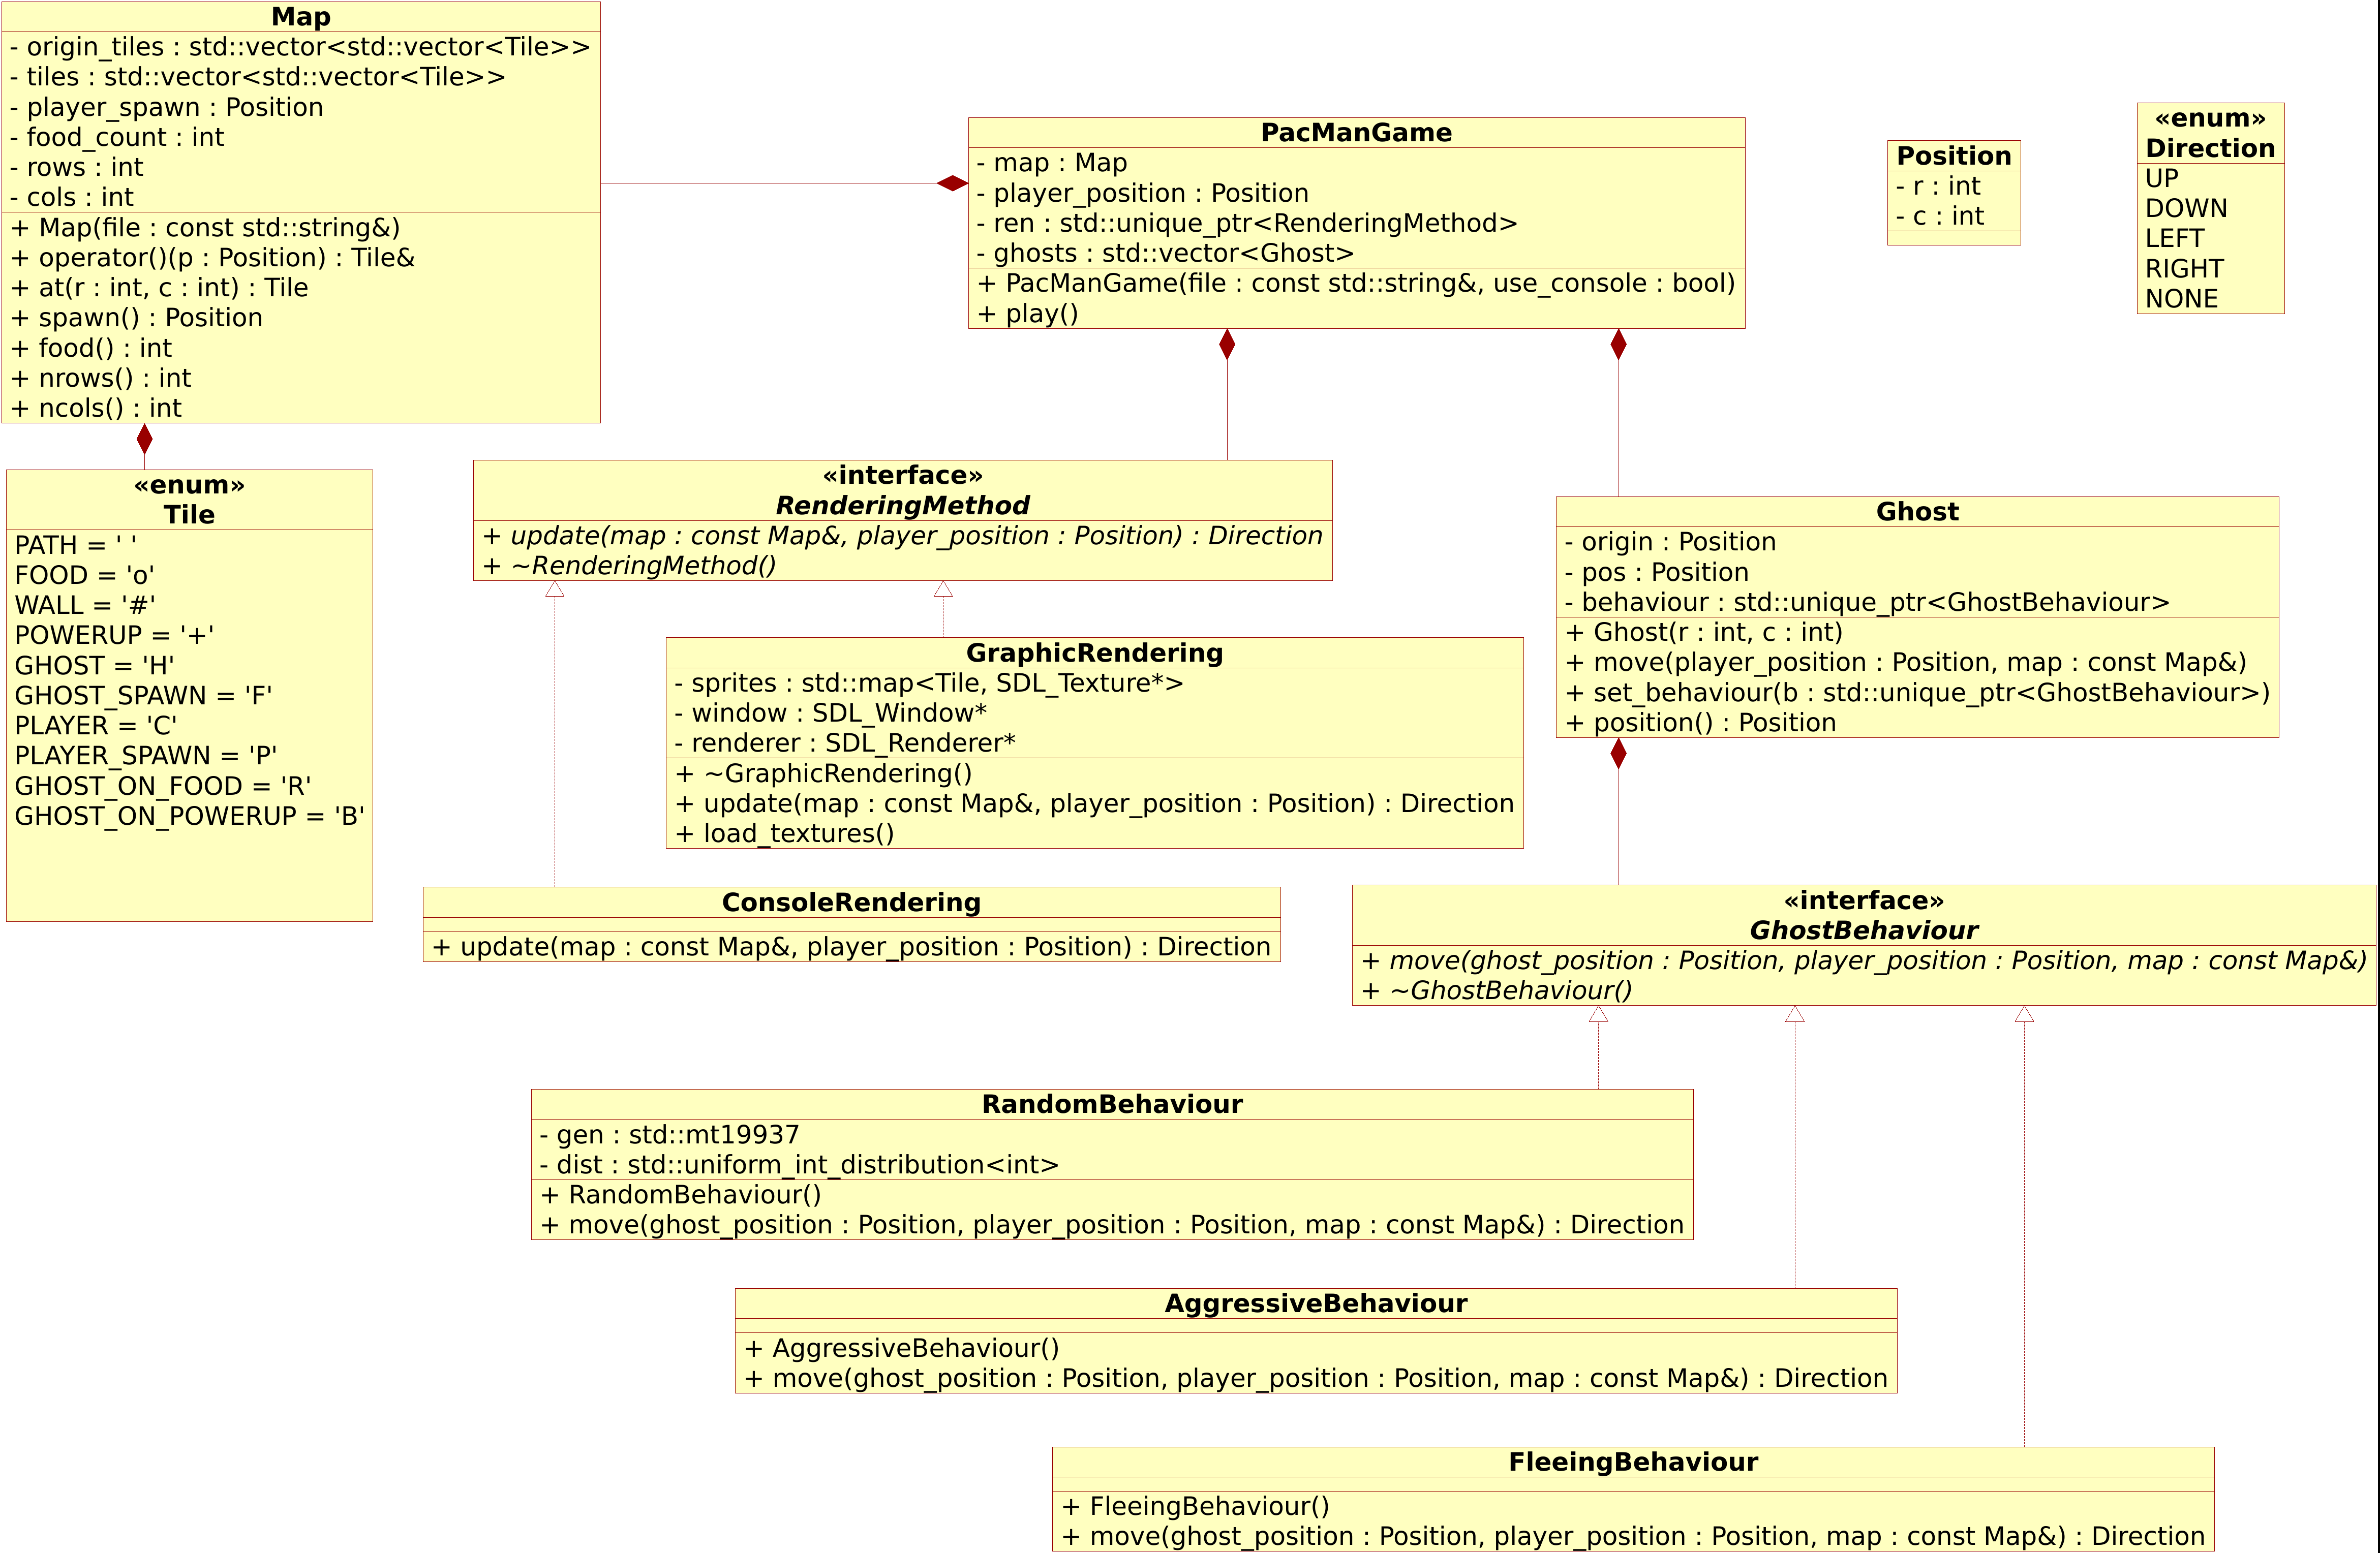 Map
- origin_tiles : std::vector<std::vector<Tile>>
- tiles : std::vector<std::vector<Tile>>
- player_spawn : Position
- food_count : int
- rows : int
- cols : int
+ Map(file : const std::string&)
+ operator()(p : Position) : Tile&
+ at(r : int, c : int) : Tile
+ spawn() : Position
+ food() : int
+ nrows() : int
+ ncols() : int
PacManGame
- map : Map
- player_position : Position
- ren : std::unique_ptr<RenderingMethod>
- ghosts : std::vector<Ghost>
+ PacManGame(file : const std::string&, use_console : bool)
+ play()
Position
- r : int
- c : int
«enum»
Direction
UP
DOWN
LEFT
RIGHT
NONE
«enum»
Tile
PATH = ' '
FOOD = 'o'
WALL = '#'
POWERUP = '+'
GHOST = 'H'
GHOST_SPAWN = 'F'
PLAYER = 'C'
PLAYER_SPAWN = 'P'
GHOST_ON_FOOD = 'R'
GHOST_ON_POWERUP = 'B'
«interface»
RenderingMethod
+ update(map : const Map&, player_position : Position) : Direction
+ ~RenderingMethod()
Ghost
- origin : Position
- pos : Position
- behaviour : std::unique_ptr<GhostBehaviour>
+ Ghost(r : int, c : int)
+ move(player_position : Position, map : const Map&)
+ set_behaviour(b : std::unique_ptr<GhostBehaviour>)
+ position() : Position
GraphicRendering
- sprites : std::map<Tile, SDL_Texture*>
- window : SDL_Window*
- renderer : SDL_Renderer*
+ ~GraphicRendering()
+ update(map : const Map&, player_position : Position) : Direction
+ load_textures()
ConsoleRendering
+ update(map : const Map&, player_position : Position) : Direction
«interface»
GhostBehaviour
+ move(ghost_position : Position, player_position : Position, map : const Map&)
+ ~GhostBehaviour()
RandomBehaviour
- gen : std::mt19937
- dist : std::uniform_int_distribution<int>
+ RandomBehaviour()
+ move(ghost_position : Position, player_position : Position, map : const Map&) : Direction
AggressiveBehaviour
+ AggressiveBehaviour()
+ move(ghost_position : Position, player_position : Position, map : const Map&) : Direction
FleeingBehaviour
+ FleeingBehaviour()
+ move(ghost_position : Position, player_position : Position, map : const Map&) : Direction